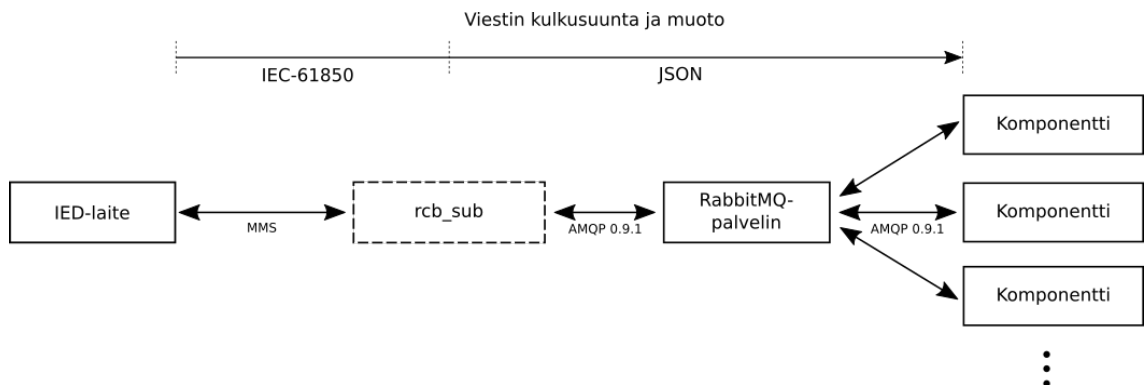 Viestin kulkusuunta ja muoto
IEC-61850
JSON
Komponentti
IED-laite
MMS
rcb_sub
AMQP 0.9.1
RabbitMQ-
palvelin
AMQP 0.9.1
Komponentti
Komponentti